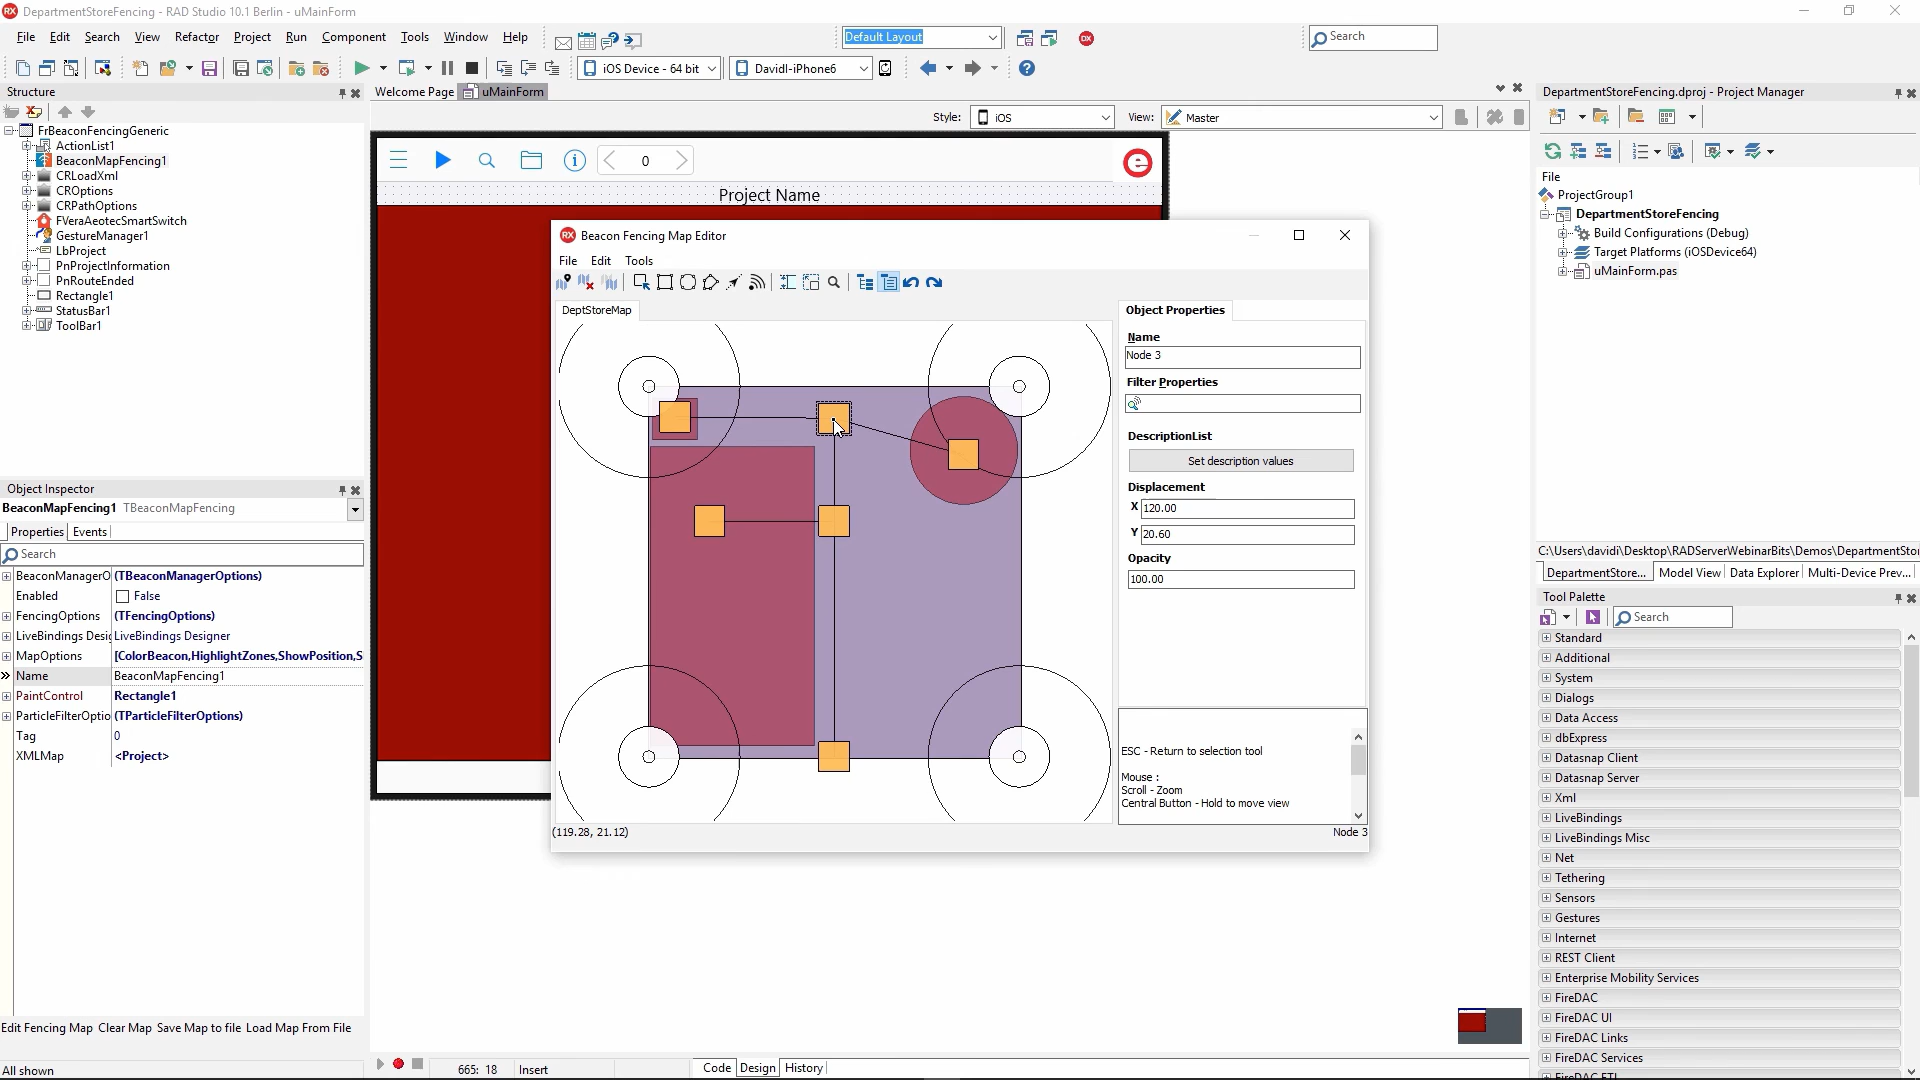 DepartmentStoreFencing - RAD Studio 10.1 Berlin - uMainForm
File Edit Search View Refactor Project Run Component Tools Window Help
Default Layout
Search
iOS Device - 64 bit
DavidI-iPhone6
Structure
Welcome Page
uMainForm
DepartmentStoreFencing.dproj - Project Manager
Style:
iOS
View:
Master
FrBeaconFencingGeneric
ActionList1
BeaconMapFencing1
CRLoadXml
CROptions
CRPathOptions
FVeraAeotecSmartSwitch
GestureManager1
LbProject
PnProjectInformation
PnRouteEnded
Rectangle1
StatusBar1
ToolBar1
0
Project Name
File
ProjectGroup1
DepartmentStoreFencing
Build Configurations (Debug)
Target Platforms (iOSDevice64)
uMainForm.pas
Beacon Fencing Map Editor
File Edit Tools
DeptStoreMap
Object Properties
Name
Node 3
Filter Properties
DescriptionList
Set description values
Displacement
X 120.00
Y 20.60
Opacity
100.00
ESC - Return to selection tool
Mouse :
Scroll - Zoom
Central Button - Hold to move view
(119.28, 21.12)
Node 3
Object Inspector
BeaconMapFencing1 TBeaconMapFencing
Properties Events
Search
BeaconManagerO (TBeaconManagerOptions)
Enabled False
FencingOptions (TFencingOptions)
LiveBindings Desig LiveBindings Designer
MapOptions [ColorBeacon,HighlightZones,ShowPosition,S
Name BeaconMapFencing1
PaintControl Rectangle1
ParticleFilterOptio (TParticleFilterOptions)
Tag 0
XMLMap <Project>
Edit Fencing Map Clear Map Save Map to file Load Map From File
All shown
665: 18
Insert
Code Design History
C:\Users\davidi\Desktop\RADServerWebinarBits\Demos\DepartmentSto
DepartmentStore... Model View Data Explorer Multi-Device Prev...
Tool Palette
Search
Standard
Additional
System
Dialogs
Data Access
dbExpress
Datasnap Client
Datasnap Server
Xml
LiveBindings
LiveBindings Misc
Net
Tethering
Sensors
Gestures
Internet
REST Client
Enterprise Mobility Services
FireDAC
FireDAC UI
FireDAC Links
FireDAC Services
FireDAC ETL